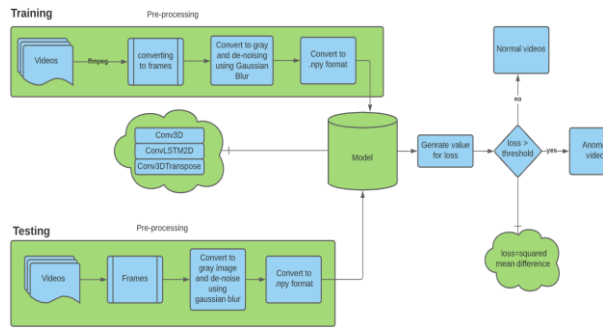 Training
Pre-processing
Videos
ffmpeg
converting
to frames
Convert to gray
and de-noising
using Gaussian
Blur
Convert to
.npy format
Normal videos
no
Conv3D
ConvLSTM2D
Conv3DTranspose
Model
Genrate value
for loss
loss >
threshold
yes
Anoma
video
loss=squared
mean difference
Testing
Pre-processing
Videos
Frames
Convert to
gray image
and de-noise
using
gaussian blur
Convert to
.npy format